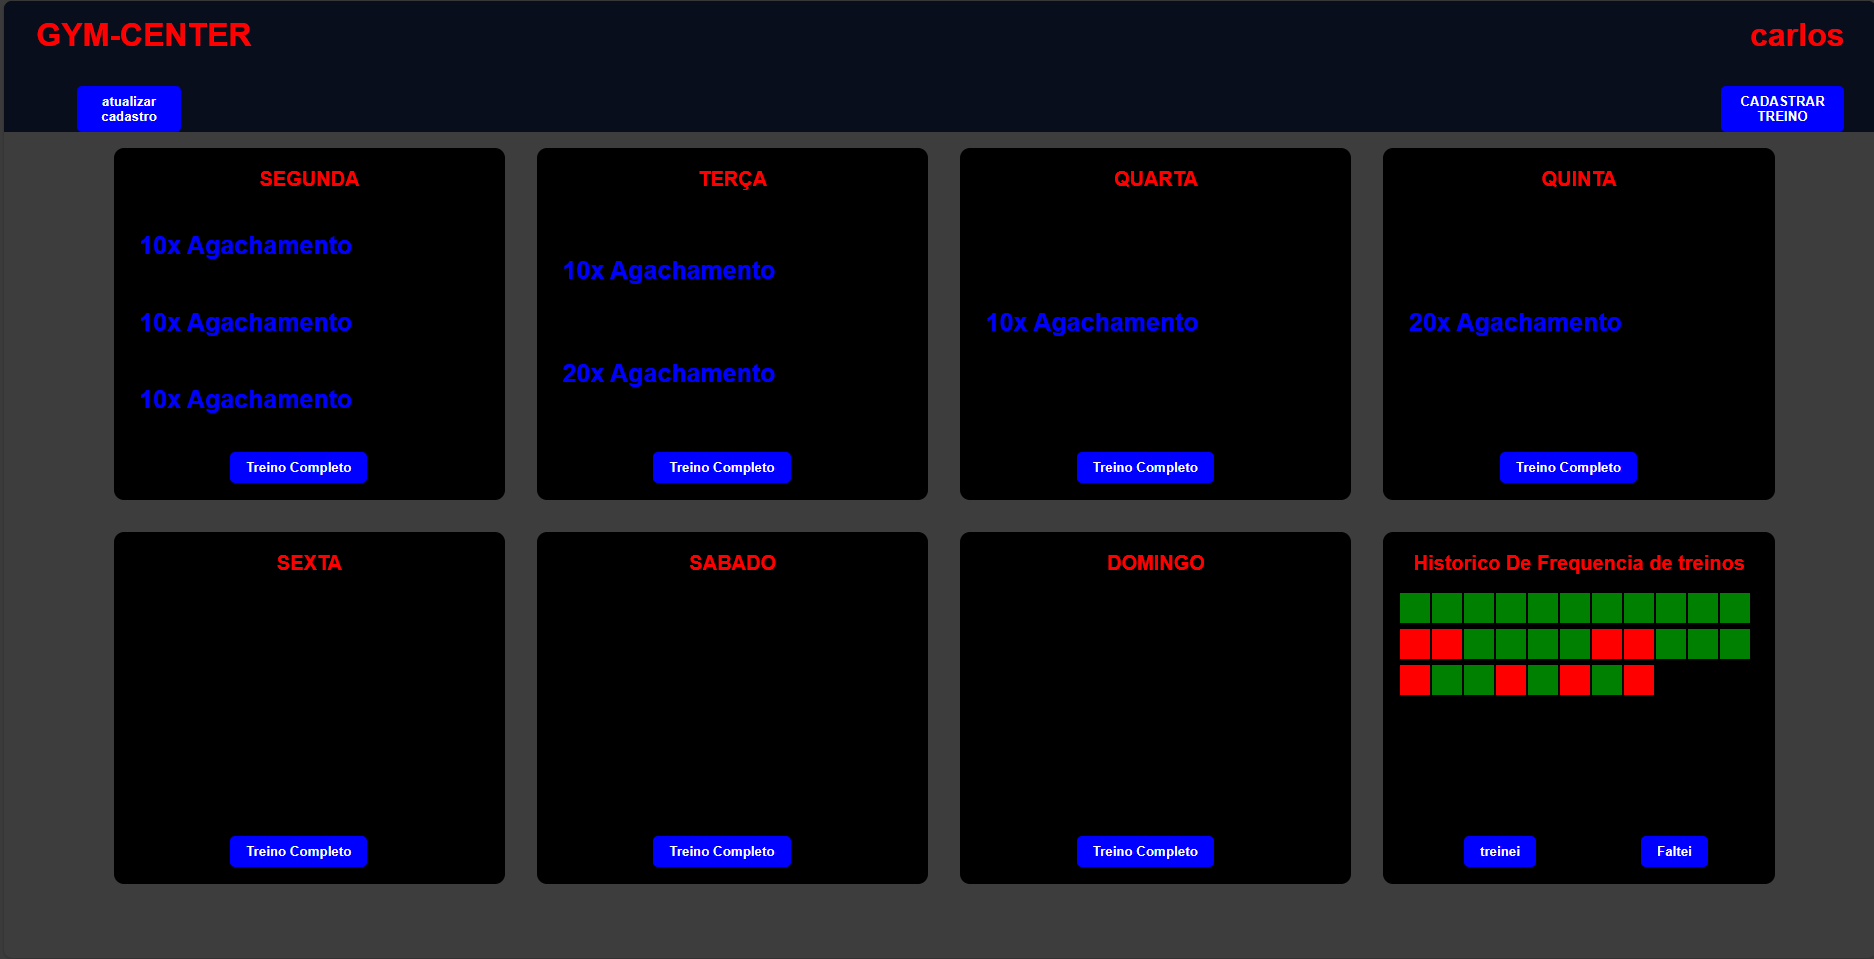 GYM-CENTER
carlos
atualizar
cadastro
CADASTRAR
TREINO
SEGUNDA
10x Agachamento
10x Agachamento
10x Agachamento
Treino Completo
TERÇA
10x Agachamento
20x Agachamento
Treino Completo
QUARTA
10x Agachamento
Treino Completo
QUINTA
20x Agachamento
Treino Completo
SEXTA
Treino Completo
SABADO
Treino Completo
DOMINGO
Treino Completo
Historico De Frequencia de treinos
treinei
Faltei